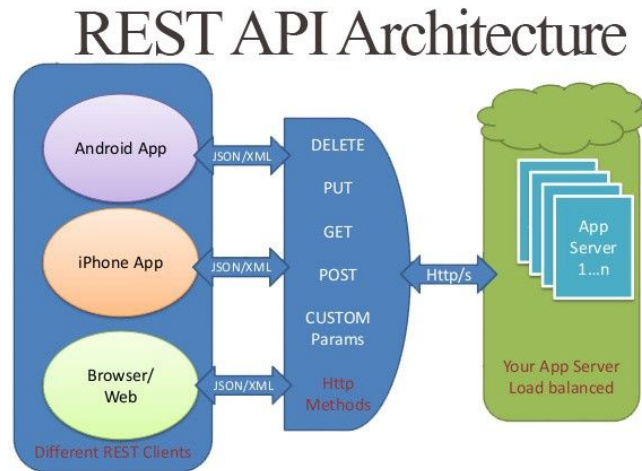 REST API Architecture
Android App
JSON/XML
iPhone App
JSON/XML
Browser/
Web
JSON/XML
Different REST Clients
DELETE
PUT
GET
POST
CUSTOM
Params
Http
Methods
Http/s
App
Server
1...n
Your App Server
Load balanced